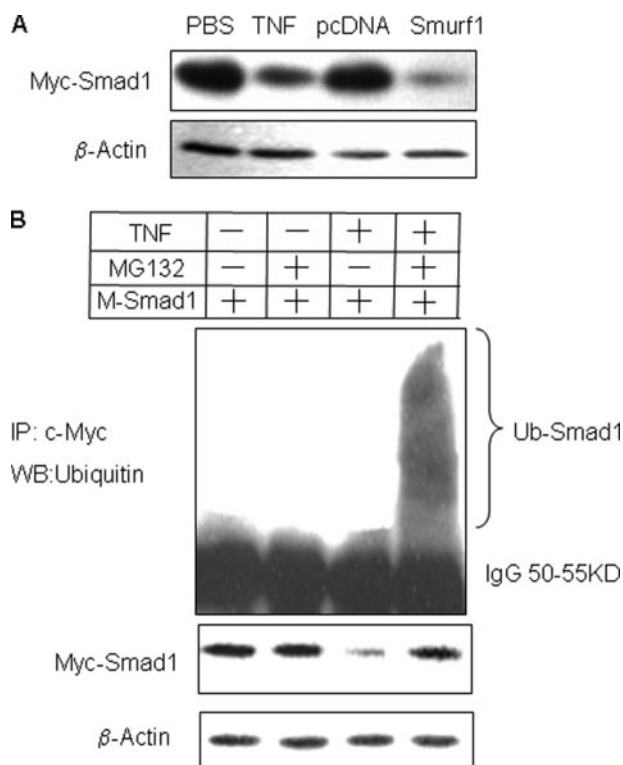 A
PBS TNF pcDNA Smurf1
Myc-Smad1
β-Actin
B
TNF − − + +
MG132 − + − +
M-Smad1 + + + +
IP: c-Myc
WB:Ubiquitin
Ub-Smad1
IgG 50-55KD
Myc-Smad1
β-Actin